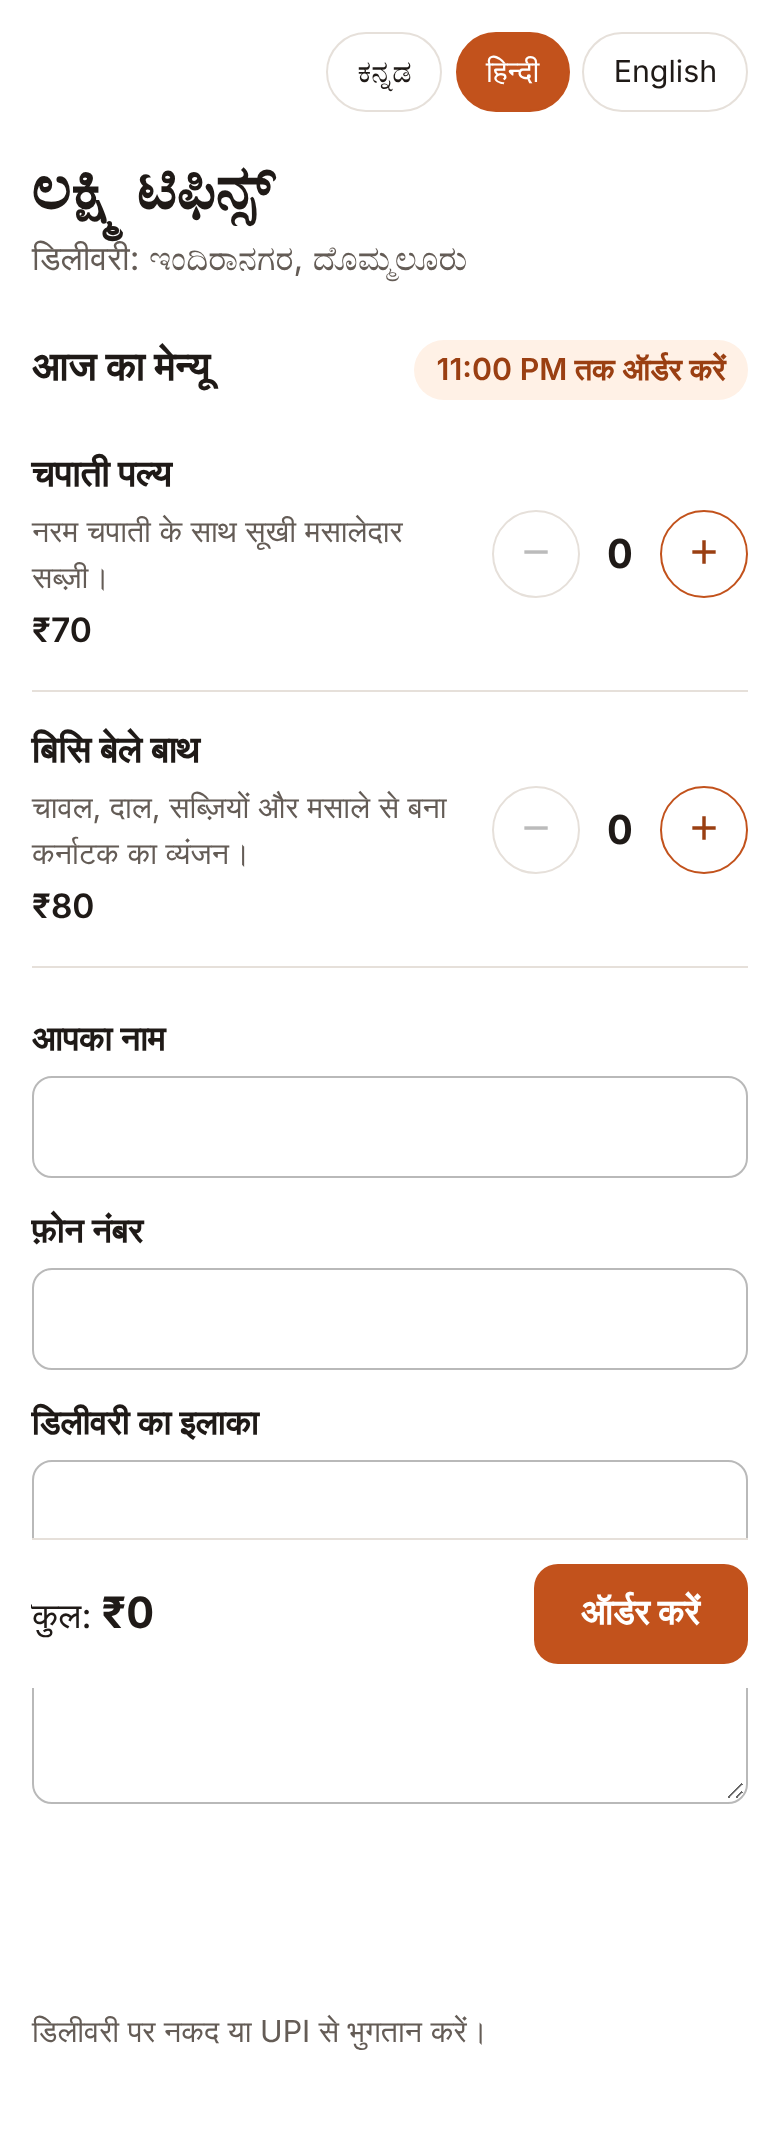 ಕನ್ನಡ हिन्दी English
ಲಕ್ಷ್ಮಿ ಟಿಫಿನ್ಸ್
डिलीवरी: ಇಂದಿರಾನಗರ, ದೊಮ್ಮಲೂರು
आज का मेन्यू 11:00 PM तक ऑर्डर करें
चपाती पल्य
नरम चपाती के साथ सूखी मसालेदार
सब्ज़ी।
− 0 +
₹70
बिसि बेले बाथ
चावल, दाल, सब्ज़ियों और मसाले से बना
कर्नाटक का व्यंजन।
− 0 +
₹80
आपका नाम
फ़ोन नंबर
डिलीवरी का इलाका
कुल: ₹0 ऑर्डर करें
डिलीवरी पर नकद या UPI से भुगतान करें।